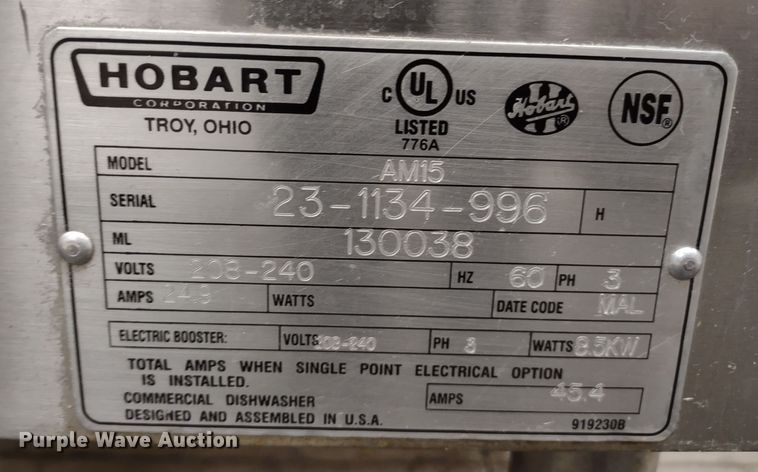 HOBART
CORPORATION
TROY, OHIO
C UL US
LISTED
776A
Hobart
NSF
MODEL AM15
SERIAL 23-1134-996 H
ML 130038
VOLTS 208-240 HZ 60 PH 3
AMPS 24.9 WATTS DATE CODE MAL
ELECTRIC BOOSTER: VOLTS 208-240 PH 3 WATTS 8.5KW
TOTAL AMPS WHEN SINGLE POINT ELECTRICAL OPTION
IS INSTALLED.
COMMERCIAL DISHWASHER AMPS 45.4
DESIGNED AND ASSEMBLED IN U.S.A. 919230B
Purple Wave Auction